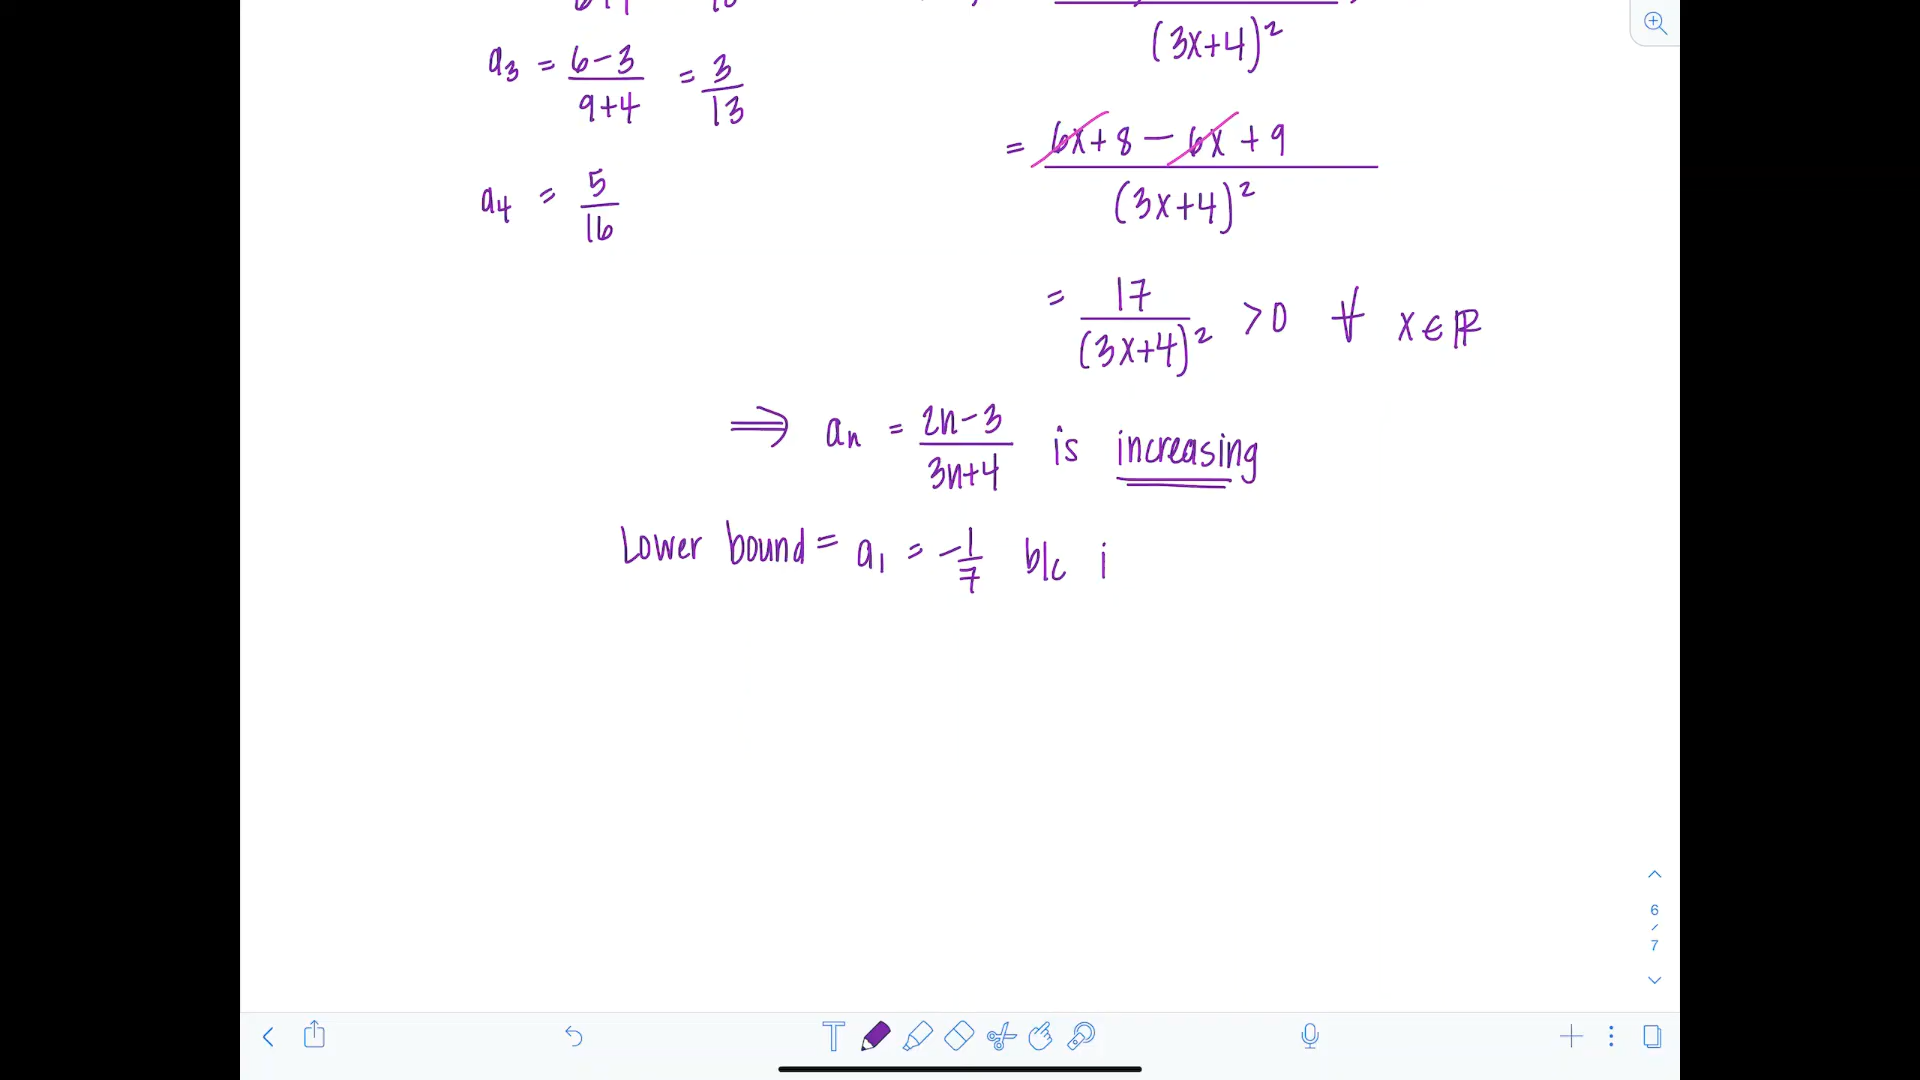 a₃ = (6-3)/(9+4) = 3/13
a₄ = 5/16
(3x+4)²
= (6x+8 - 6x+9)/(3x+4)²
= 17/(3x+4)² >0 ∀ x∈ℝ
⇒ aₙ = (2n-3)/(3n+4) is increasing
Lower bound = a₁ = -1/7 b/c i
6
/
7
T